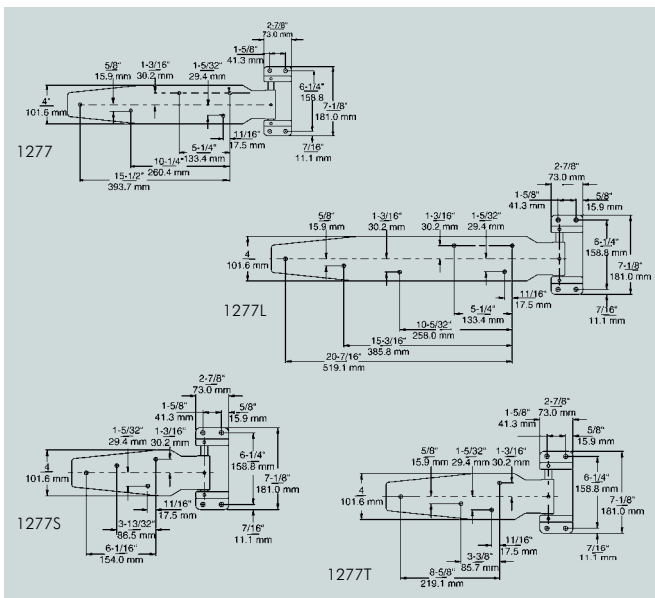 2-7/8"
73.0 mm
1-5/8"
41.3 mm
5/8"
15.9 mm
1-3/16"
30.2 mm
1-5/32"
29.4 mm
4"
101.6 mm
6-1/4"
158.8
7-1/8"
181.0 mm
11/16"
17.5 mm
7/16"
11.1 mm
5-1/4"
133.4 mm
10-1/4"
260.4 mm
15-1/2"
393.7 mm
1277
2-7/8"
73.0 mm
1-5/8"
41.3 mm
5/8"
15.9 mm
5/8"
15.9 mm
1-3/16"
30.2 mm
1-3/16"
30.2 mm
1-5/32"
29.4 mm
4
101.6 mm
6-1/4"
158.8 mm
7-1/8"
181.0 mm
11/16"
17.5 mm
7/16"
11.1 mm
5-1/4"
133.4 mm
10-5/32"
258.0 mm
15-3/16"
385.8 mm
20-7/16"
519.1 mm
1277L
2-7/8"
73.0 mm
1-5/8"
41.3 mm
5/8"
15.9 mm
1-5/32"
29.4 mm
1-3/16"
30.2 mm
4
101.6 mm
6-1/4"
158.8 mm
7-1/8"
181.0 mm
11/16"
17.5 mm
7/16"
11.1 mm
3-13/32"
86.5 mm
6-1/16"
154.0 mm
1277S
2-7/8"
73.0 mm
1-5/8"
41.3 mm
5/8"
15.9 mm
5/8"
15.9 mm
1-5/32"
29.4 mm
1-3/16"
30.2 mm
4
101.6 mm
6-1/4"
158.8 mm
7-1/8"
181.0 mm
11/16"
17.5 mm
7/16"
11.1 mm
3-3/8"
85.7 mm
8-5/8"
219.1 mm
1277T